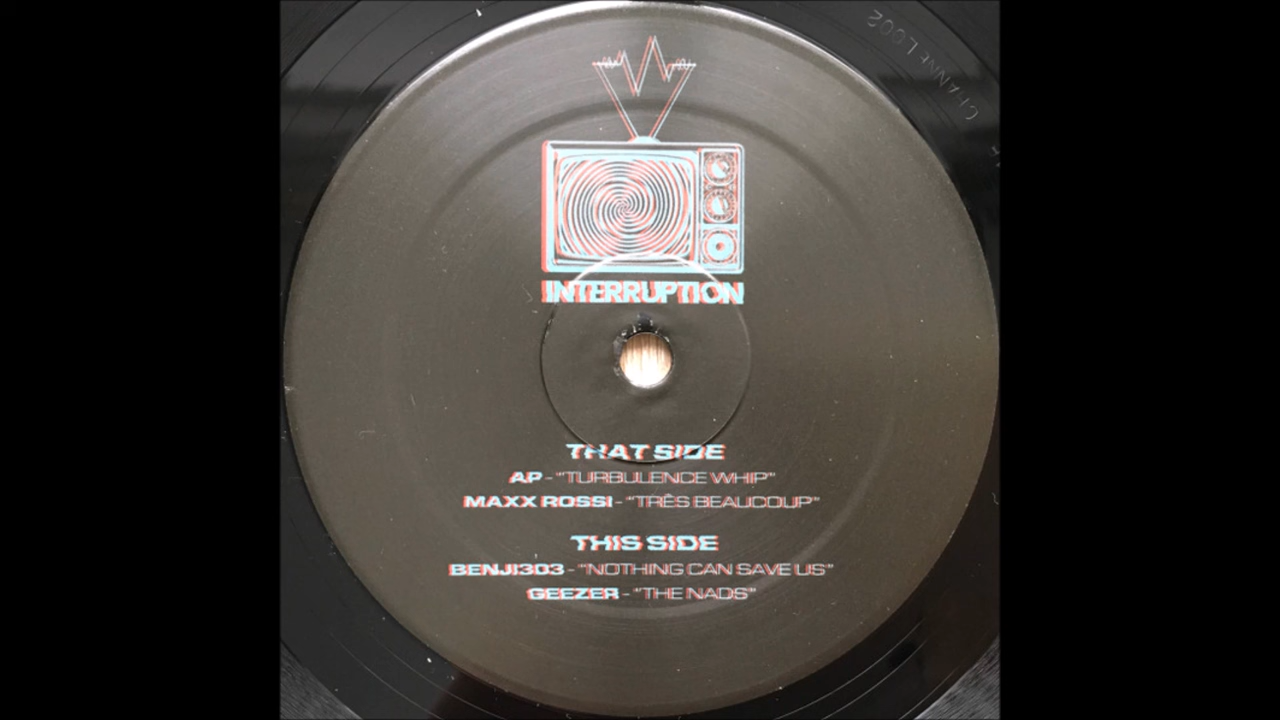 CHANNEL002
INTERRUPTION
THAT SIDE
AP - "TURBULENCE WHIP"
MAXX ROSSI - "TRÈS BEAUCOUP"
THIS SIDE
BENJI303 - "NOTHING CAN SAVE US"
GEEZER - "THE NADS"